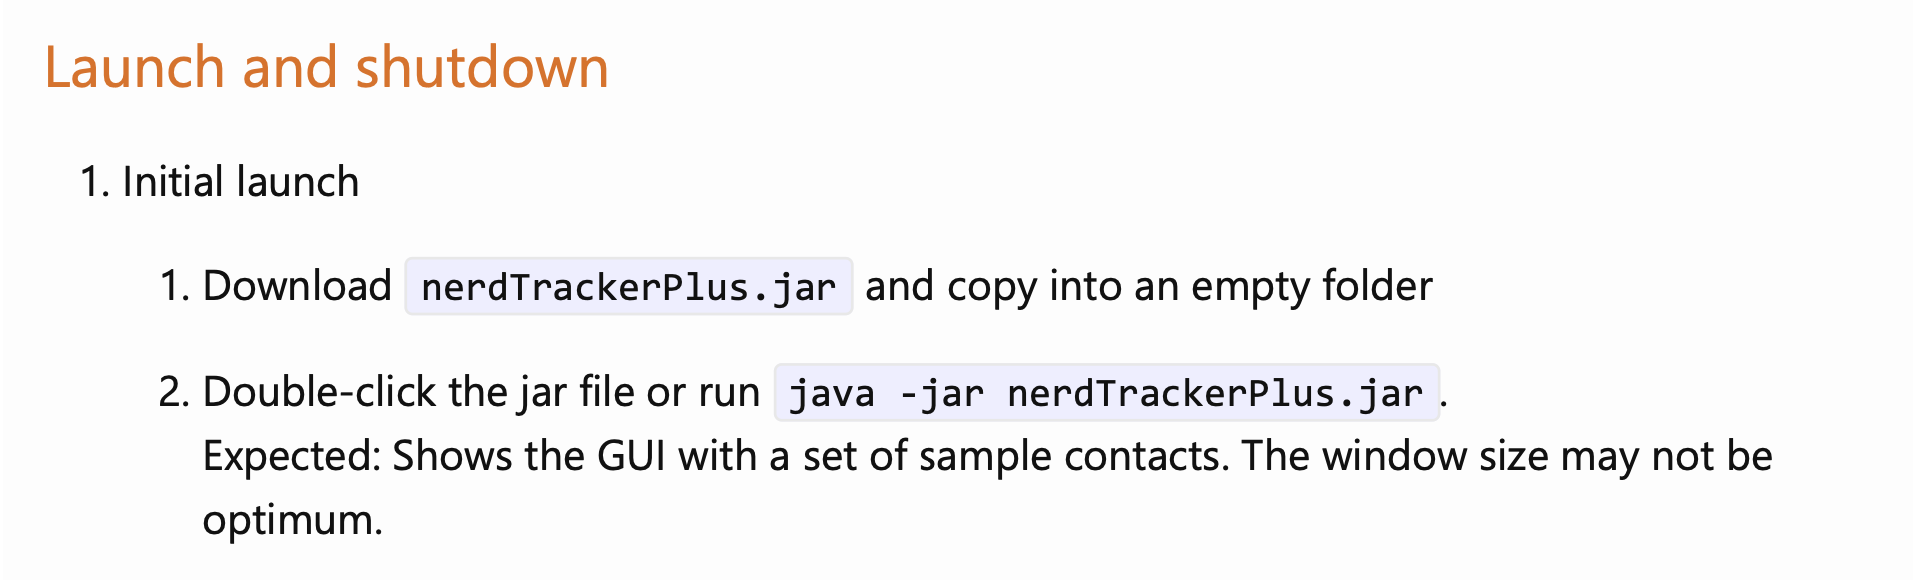 Launch and shutdown
1. Initial launch
1. Download nerdTrackerPlus.jar and copy into an empty folder
2. Double-click the jar file or run java -jar nerdTrackerPlus.jar.
Expected: Shows the GUI with a set of sample contacts. The window size may not be
optimum.